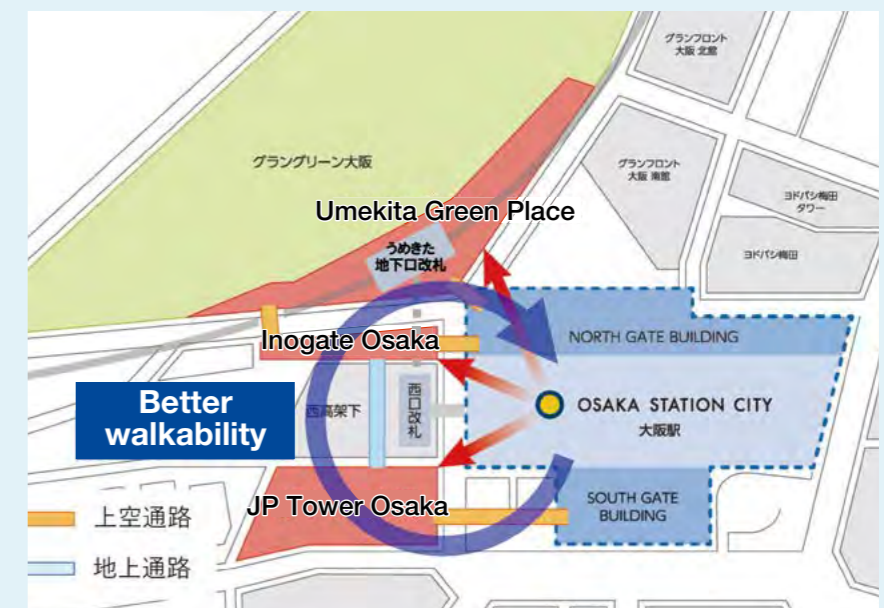 グランフロント
大阪 北館
グラングリーン大阪
グランフロント
大阪 南館
ヨドバシ梅田
タワー
Umekita Green Place
うめきた
地下口改札
ヨドバシ梅田
Inogate Osaka
NORTH GATE BUILDING
Better
walkability
西高架下
西口改札
OSAKA STATION CITY
大阪駅
JP Tower Osaka
SOUTH GATE
BUILDING
上空通路
地上通路